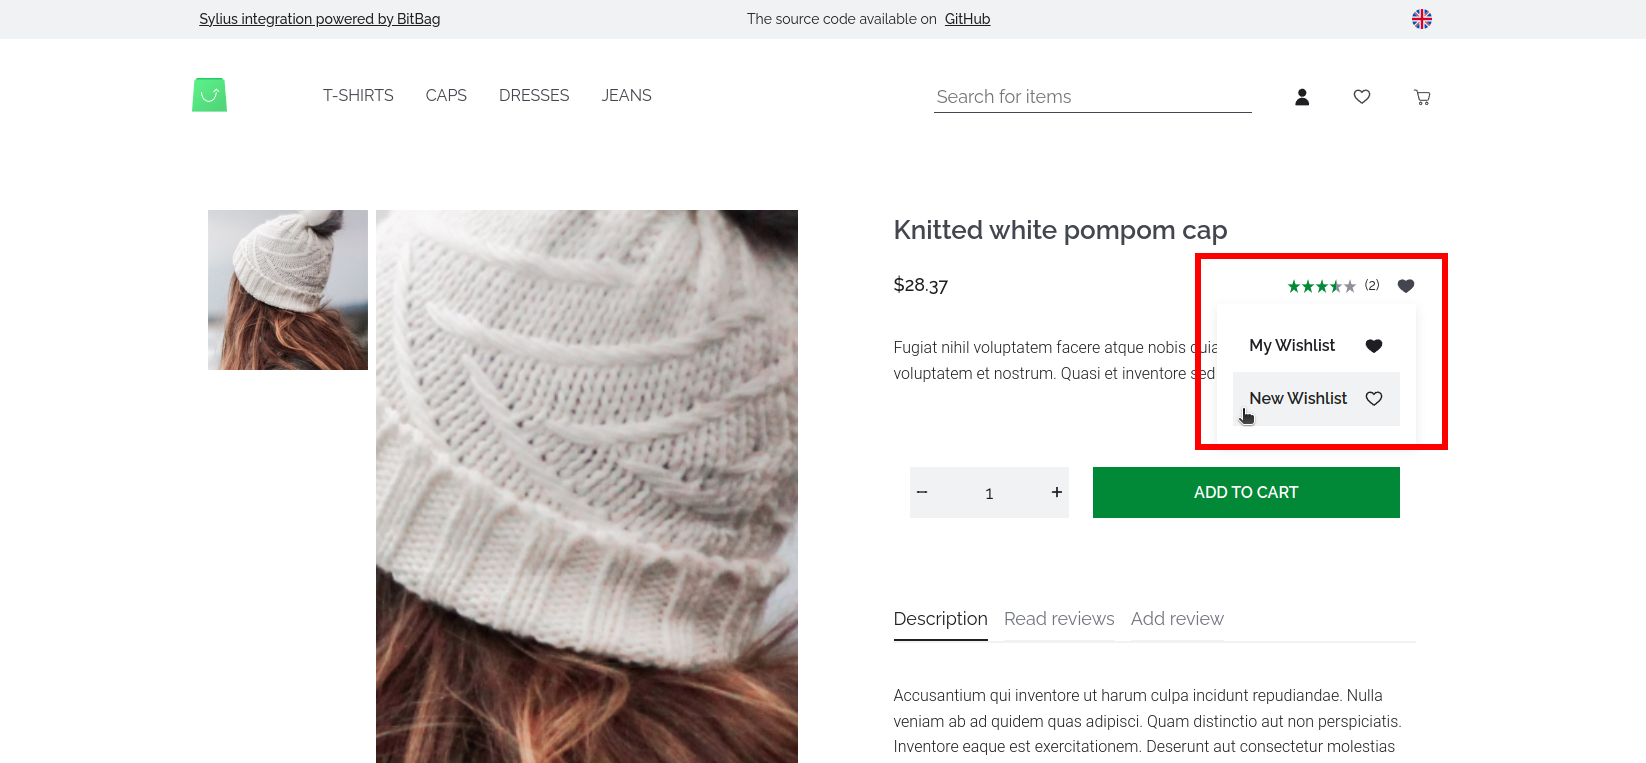 Sylius integration powered by BitBag
The source code available on GitHub
T-SHIRTS CAPS DRESSES JEANS
Search for items
Knitted white pompom cap
$28.37
(2)
My Wishlist
New Wishlist
Fugiat nihil voluptatem facere atque nobis quia
voluptatem et nostrum. Quasi et inventore sed
1
ADD TO CART
Description Read reviews Add review
Accusantium qui inventore ut harum culpa incidunt repudiandae. Nulla
veniam ab ad quidem quas adipisci. Quam distinctio aut non perspiciatis.
Inventore eaque est exercitationem. Deserunt aut consectetur molestias